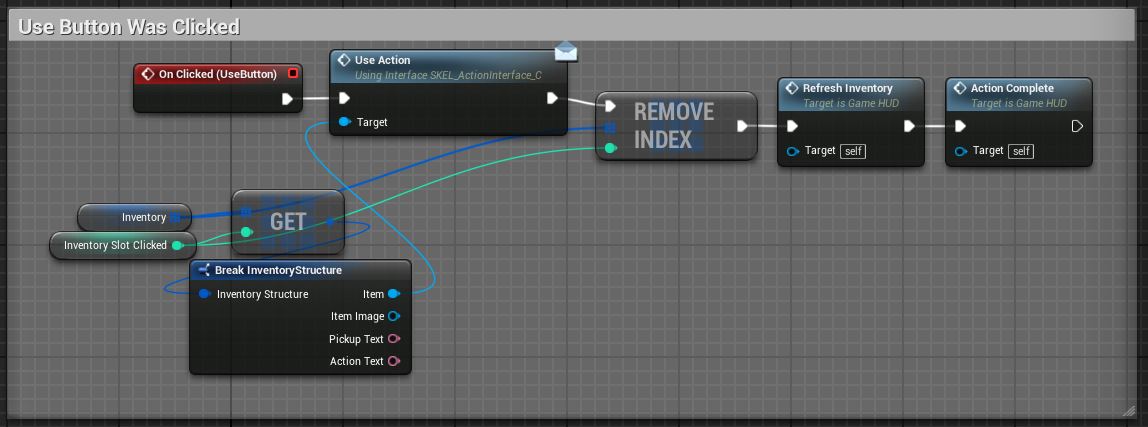 Use Button Was Clicked
On Clicked (UseButton)
Use Action
Using Interface SKEL_ActionInterface_C
Target
REMOVE
INDEX
Refresh Inventory
Target is Game HUD
Target self
Action Complete
Target is Game HUD
Target self
Inventory
Inventory Slot Clicked
GET
Break InventoryStructure
Inventory Structure
Item
Item Image
Pickup Text
Action Text